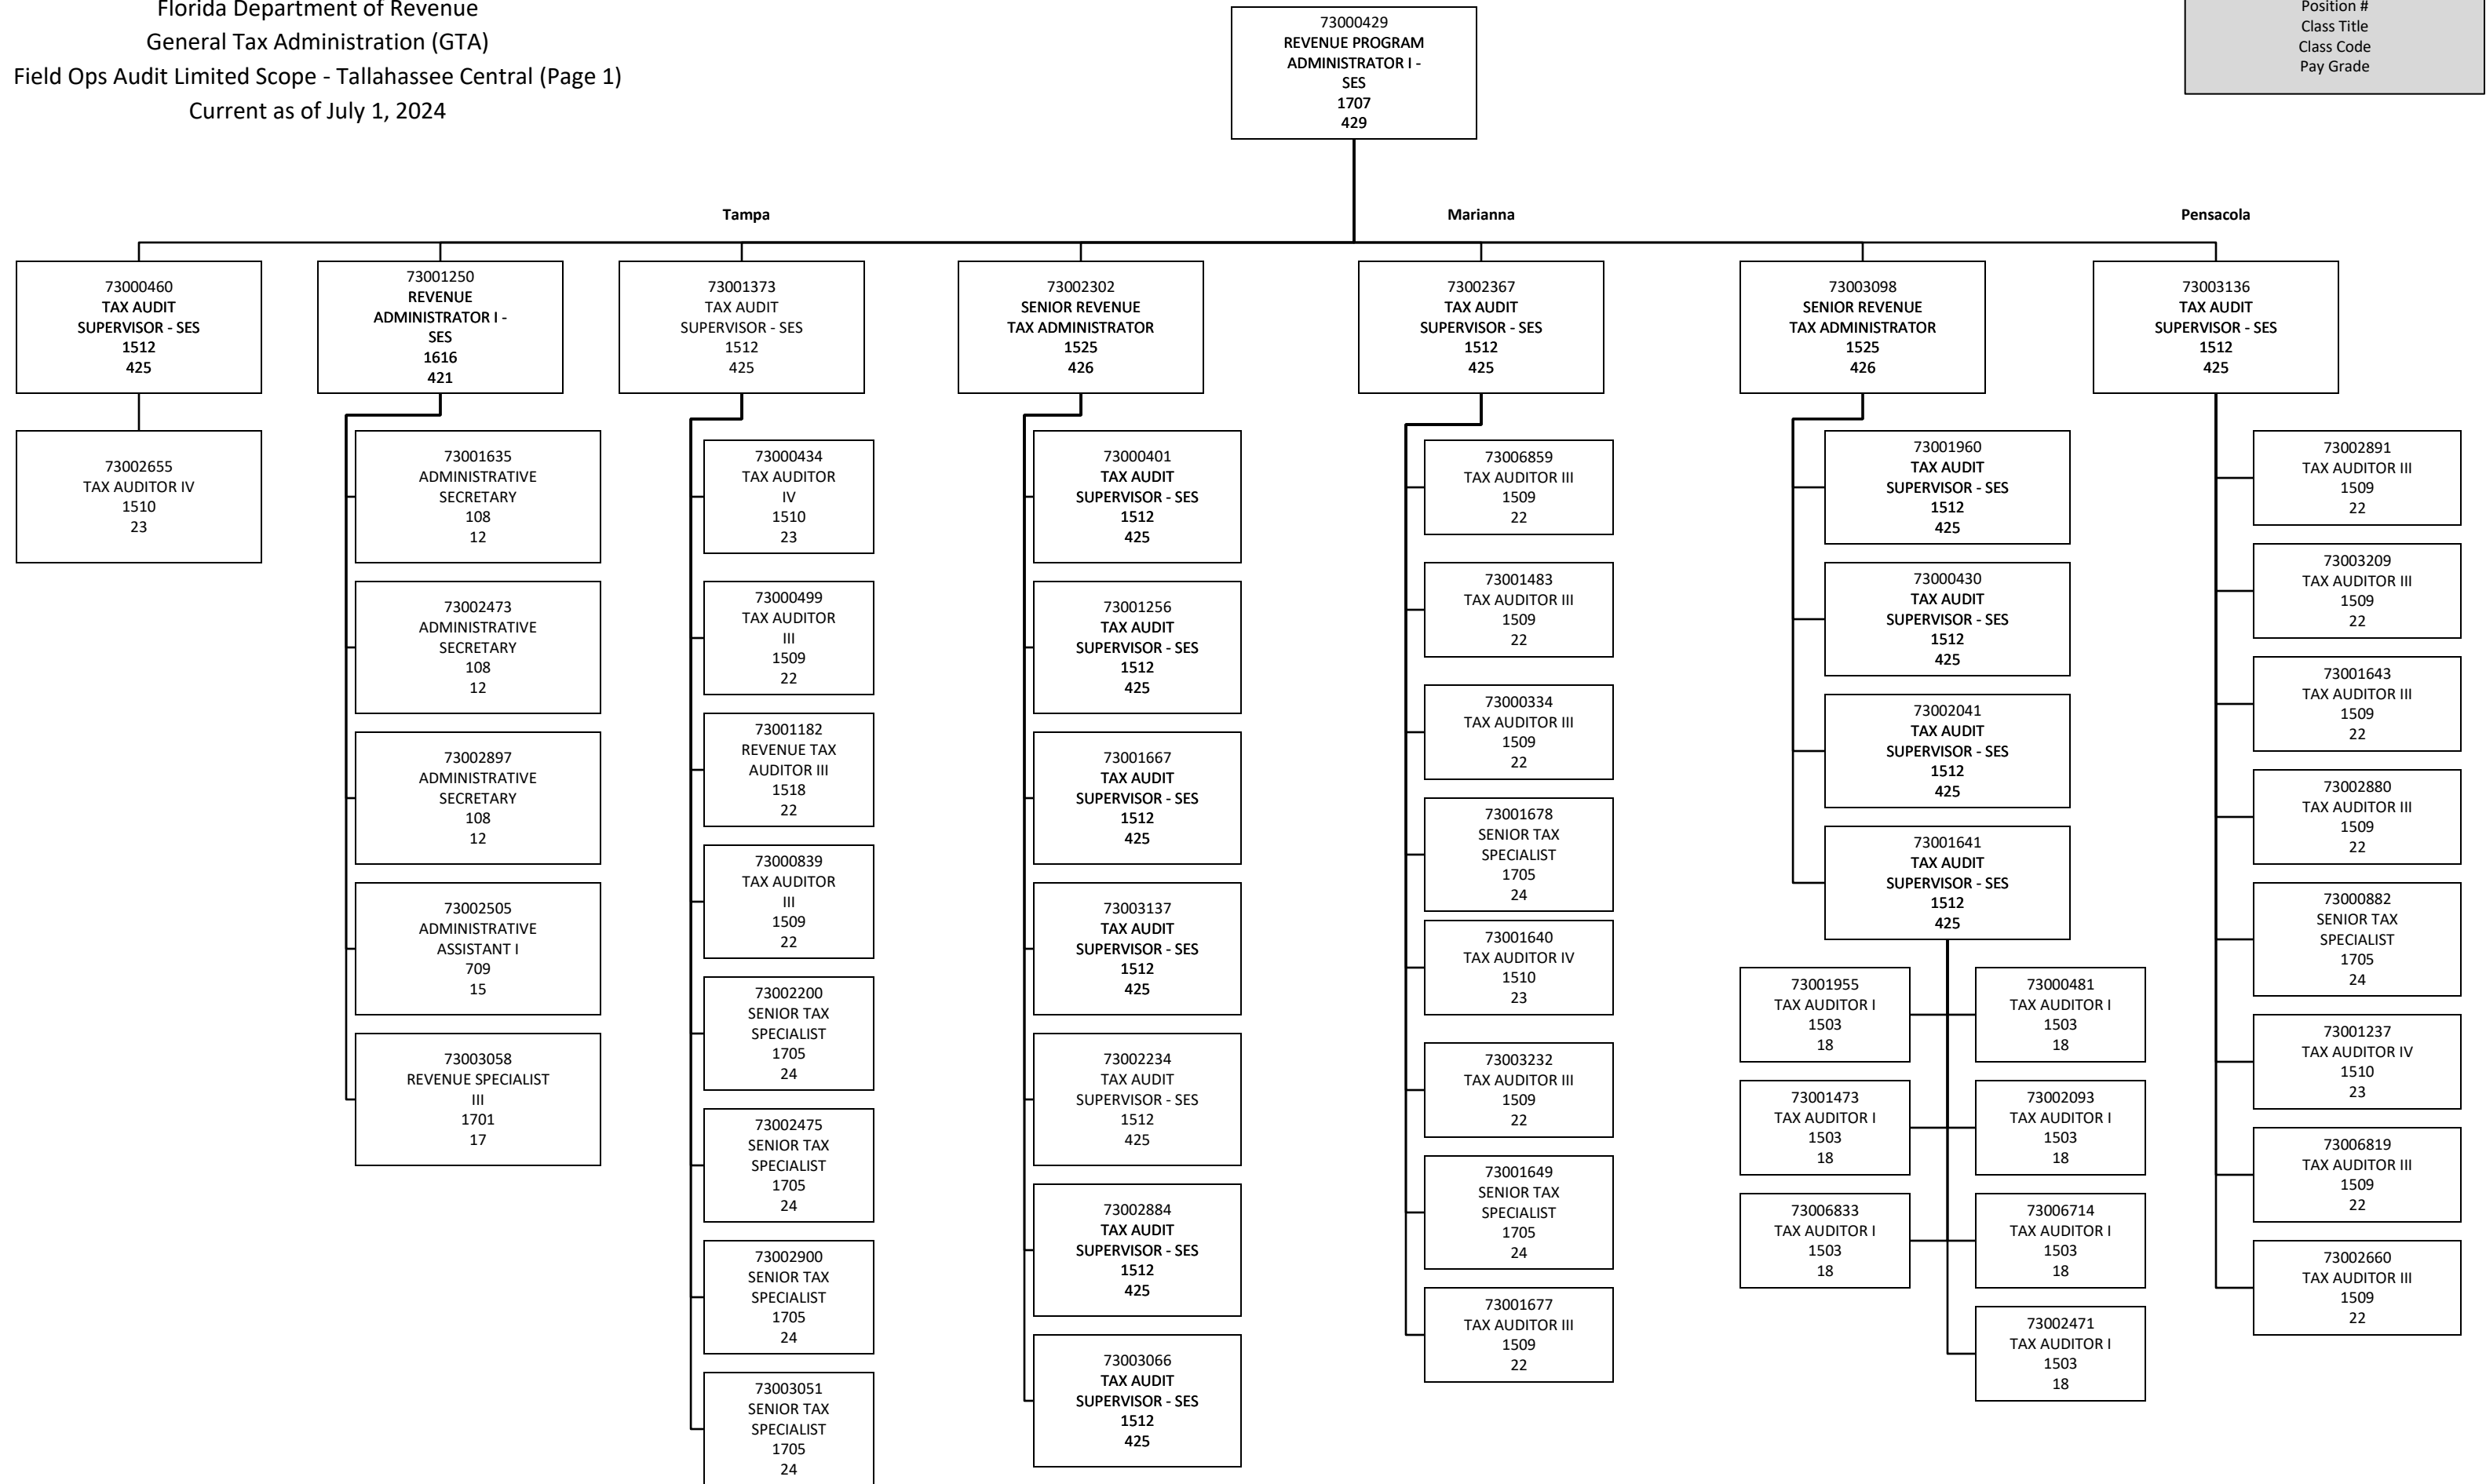 Florida Department of Revenue
General Tax Administration (GTA)
Field Ops Audit Limited Scope - Tallahassee Central (Page 1)
Current as of July 1, 2024
73000429
REVENUE PROGRAM
ADMINISTRATOR I -
SES
1707
429
Position #
Class Title
Class Code
Pay Grade
Tampa
Marianna
Pensacola
73000460
TAX AUDIT
SUPERVISOR - SES
1512
425
73002655
TAX AUDITOR IV
1510
23
73001250
REVENUE
ADMINISTRATOR I -
SES
1616
421
73001635
ADMINISTRATIVE
SECRETARY
108
12
73002473
ADMINISTRATIVE
SECRETARY
108
12
73002897
ADMINISTRATIVE
SECRETARY
108
12
73002505
ADMINISTRATIVE
ASSISTANT I
709
15
73003058
REVENUE SPECIALIST
III
1701
17
73001373
TAX AUDIT
SUPERVISOR - SES
1512
425
73000434
TAX AUDITOR
IV
1510
23
73000499
TAX AUDITOR
III
1509
22
73001182
REVENUE TAX
AUDITOR III
1518
22
73000839
TAX AUDITOR
III
1509
22
73002200
SENIOR TAX
SPECIALIST
1705
24
73002475
SENIOR TAX
SPECIALIST
1705
24
73002900
SENIOR TAX
SPECIALIST
1705
24
73003051
SENIOR TAX
SPECIALIST
1705
24
73002302
SENIOR REVENUE
TAX ADMINISTRATOR
1525
426
73000401
TAX AUDIT
SUPERVISOR - SES
1512
425
73001256
TAX AUDIT
SUPERVISOR - SES
1512
425
73001667
TAX AUDIT
SUPERVISOR - SES
1512
425
73003137
TAX AUDIT
SUPERVISOR - SES
1512
425
73002234
TAX AUDIT
SUPERVISOR - SES
1512
425
73002884
TAX AUDIT
SUPERVISOR - SES
1512
425
73003066
TAX AUDIT
SUPERVISOR - SES
1512
425
73002367
TAX AUDIT
SUPERVISOR - SES
1512
425
73006859
TAX AUDITOR III
1509
22
73001483
TAX AUDITOR III
1509
22
73000334
TAX AUDITOR III
1509
22
73001678
SENIOR TAX
SPECIALIST
1705
24
73001640
TAX AUDITOR IV
1510
23
73003232
TAX AUDITOR III
1509
22
73001649
SENIOR TAX
SPECIALIST
1705
24
73001677
TAX AUDITOR III
1509
22
73003098
SENIOR REVENUE
TAX ADMINISTRATOR
1525
426
73001960
TAX AUDIT
SUPERVISOR - SES
1512
425
73000430
TAX AUDIT
SUPERVISOR - SES
1512
425
73002041
TAX AUDIT
SUPERVISOR - SES
1512
425
73001641
TAX AUDIT
SUPERVISOR - SES
1512
425
73001955
TAX AUDITOR I
1503
18
73000481
TAX AUDITOR I
1503
18
73001473
TAX AUDITOR I
1503
18
73002093
TAX AUDITOR I
1503
18
73006833
TAX AUDITOR I
1503
18
73006714
TAX AUDITOR I
1503
18
73002471
TAX AUDITOR I
1503
18
73003136
TAX AUDIT
SUPERVISOR - SES
1512
425
73002891
TAX AUDITOR III
1509
22
73003209
TAX AUDITOR III
1509
22
73001643
TAX AUDITOR III
1509
22
73002880
TAX AUDITOR III
1509
22
73000882
SENIOR TAX
SPECIALIST
1705
24
73001237
TAX AUDITOR IV
1510
23
73006819
TAX AUDITOR III
1509
22
73002660
TAX AUDITOR III
1509
22